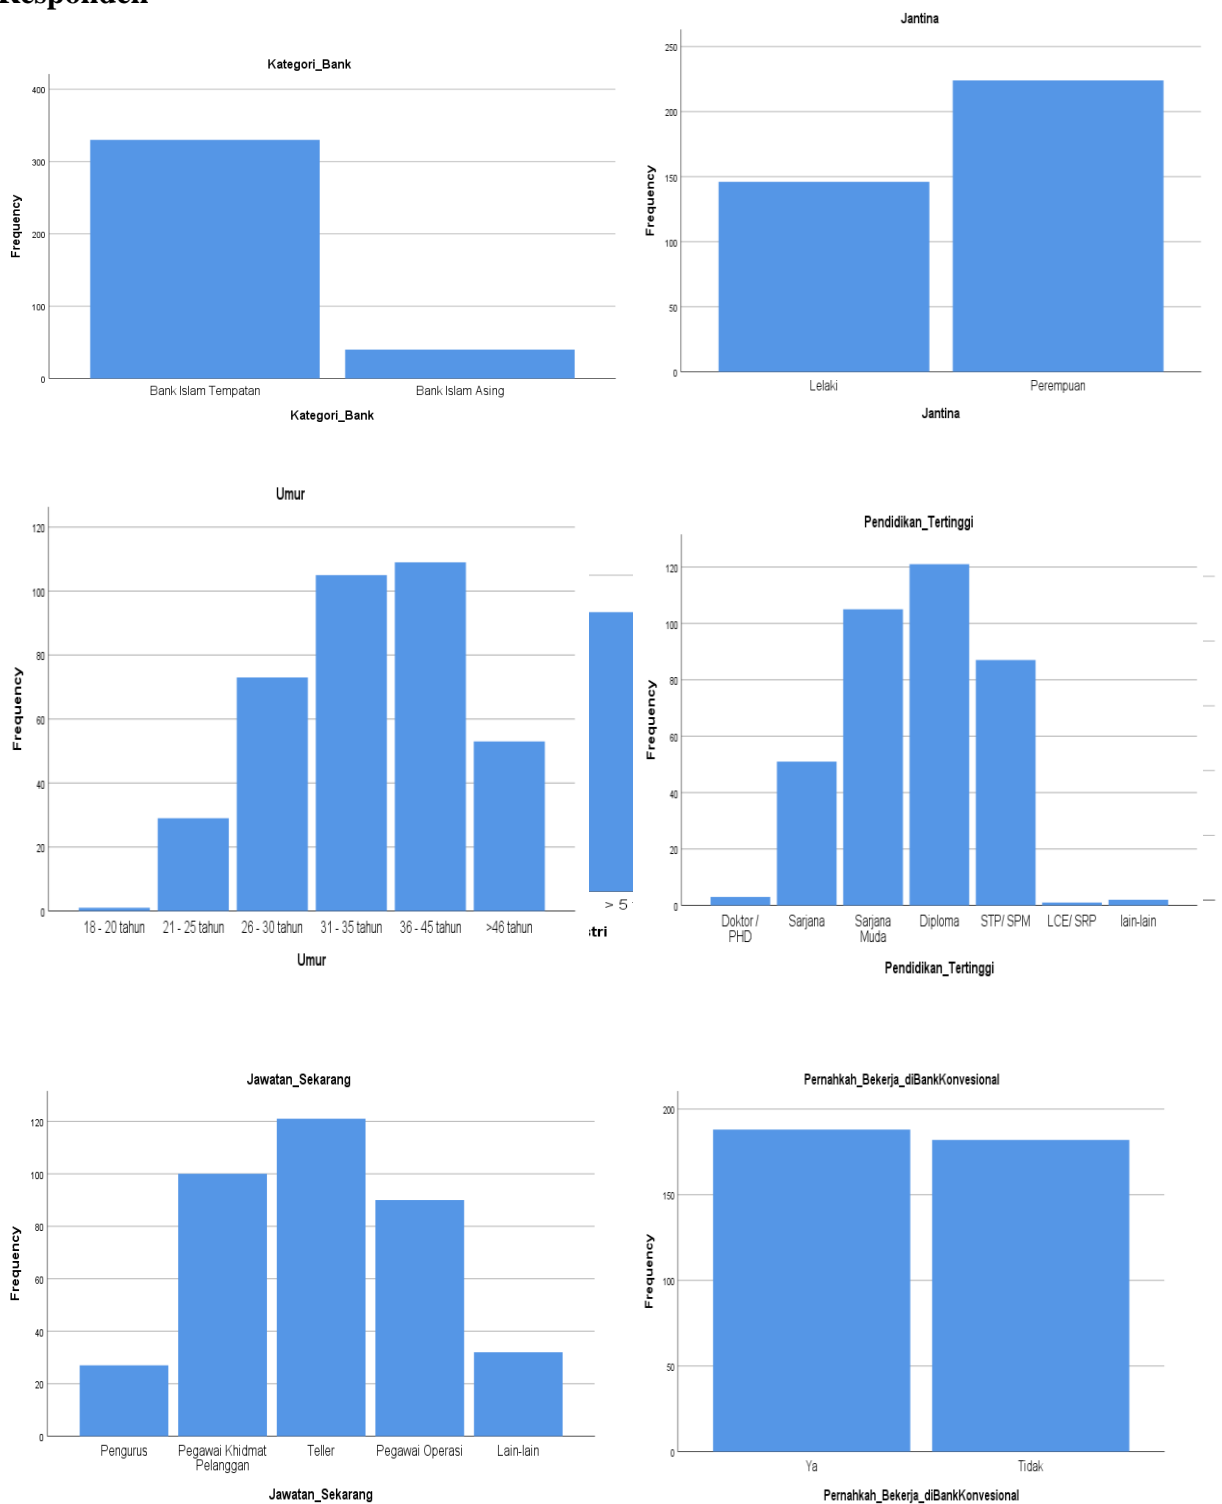 Responden
Kategori_Bank
400
300
200
100
0
Frequency
Bank Islam Tempatan
Bank Islam Asing
Kategori_Bank
Jantina
250
200
150
100
50
0
Frequency
Lelaki
Perempuan
Jantina
Umur
120
100
80
60
40
20
0
Frequency
18 - 20 tahun
21 - 25 tahun
26 - 30 tahun
31 - 35 tahun
36 - 45 tahun
>46 tahun
Umur
> 5
stri
Pendidikan_Tertinggi
120
100
80
60
40
20
0
Frequency
Doktor /
PHD
Sarjana
Sarjana
Muda
Diploma
STP/ SPM
LCE/ SRP
lain-lain
Pendidikan_Tertinggi
Jawatan_Sekarang
120
100
80
60
40
20
0
Frequency
Pengurus
Pegawai Khidmat
Pelanggan
Teller
Pegawai Operasi
Lain-lain
Jawatan_Sekarang
Pernahkah_Bekerja_diBankKonvesional
200
150
100
50
0
Frequency
Ya
Tidak
Pernahkah_Bekerja_diBankKonvesional